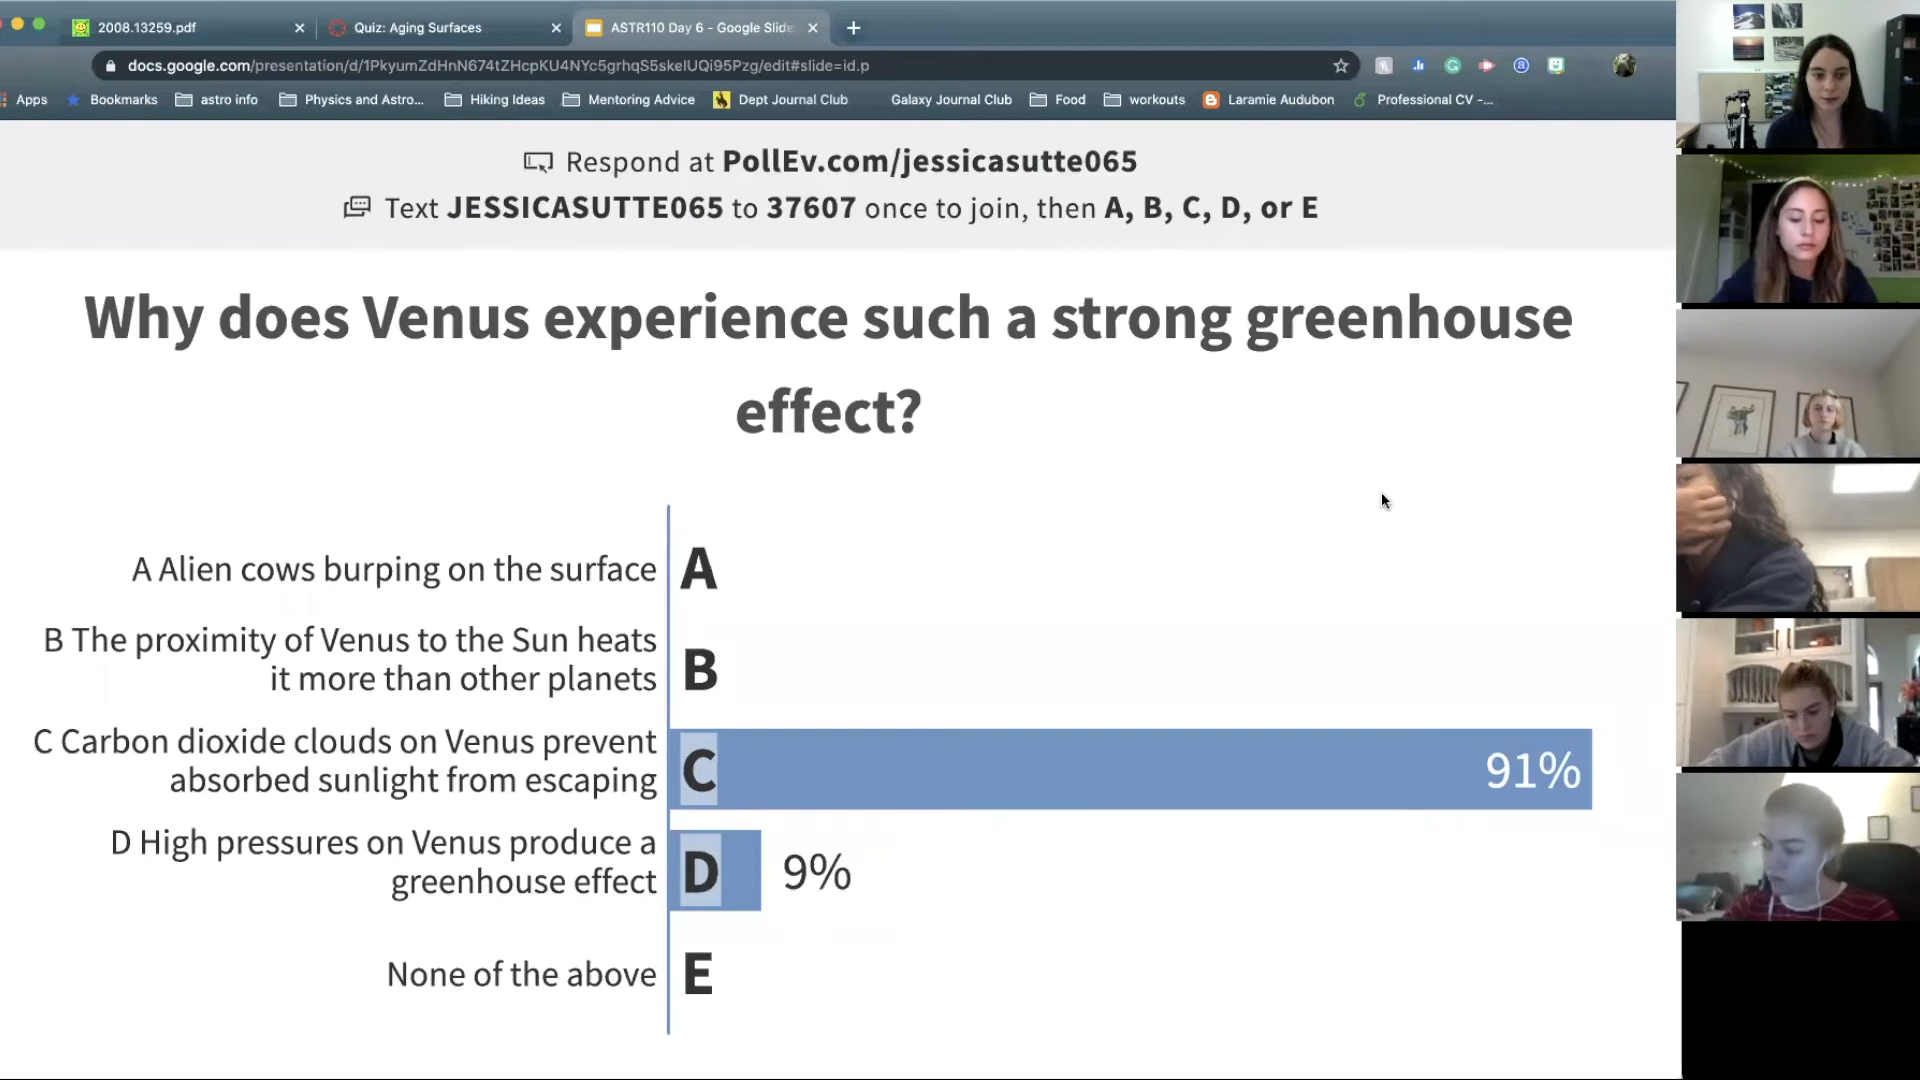 2008.13259.pdf
Quiz: Aging Surfaces
ASTR110 Day 6 - Google Slide
docs.google.com/presentation/d/1PkyumZdHnN674tZHcpKU4NYc5grhqS5skelUQi95Pzg/edit#slide=id.p
Apps Bookmarks astro info Physics and Astro... Hiking Ideas Mentoring Advice Dept Journal Club Galaxy Journal Club Food workouts Laramie Audubon Professional CV -...
Respond at PollEv.com/jessicasutte065
Text JESSICASUTTE065 to 37607 once to join, then A, B, C, D, or E
Why does Venus experience such a strong greenhouse
effect?
A Alien cows burping on the surface A
B The proximity of Venus to the Sun heats
it more than other planets B
C Carbon dioxide clouds on Venus prevent
absorbed sunlight from escaping C 91%
D High pressures on Venus produce a
greenhouse effect D 9%
None of the above E